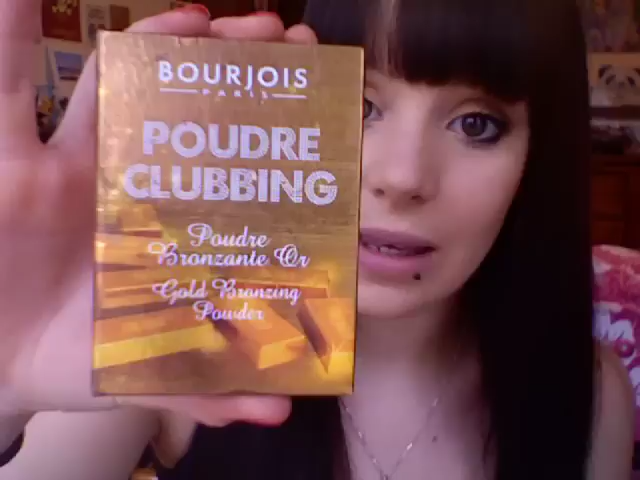 BOURJOIS
PARIS
POUDRE
CLUBBING
Poudre
Bronzante Or
Gold Bronzing
Powder